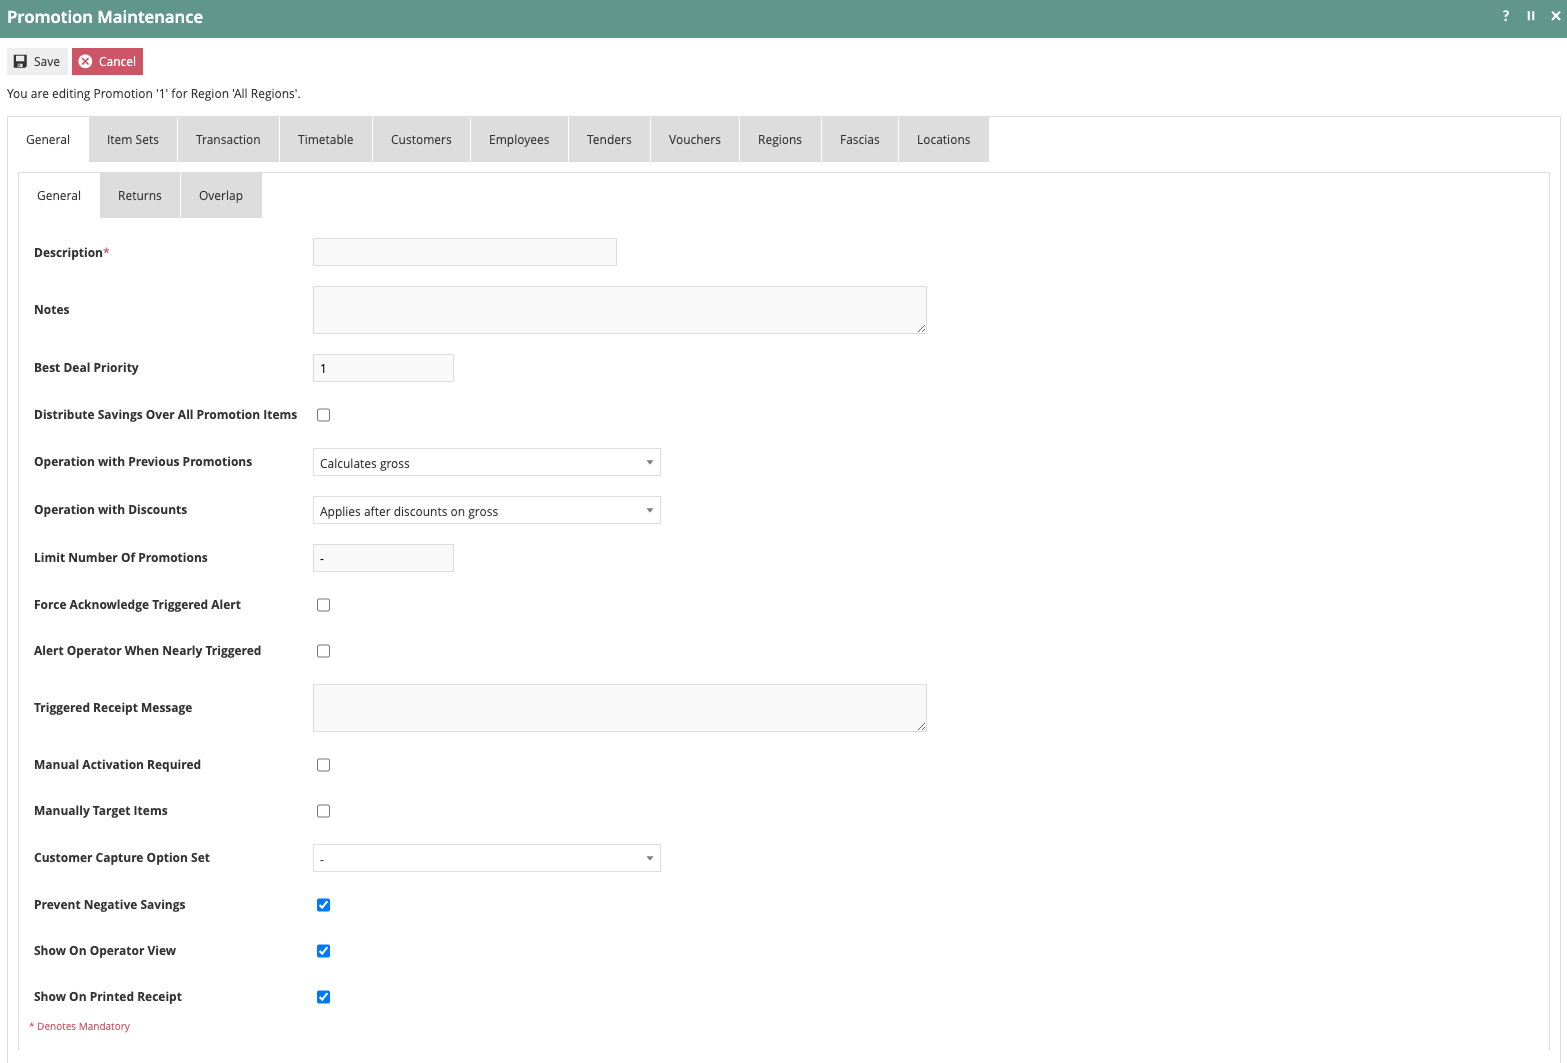 Promotion Maintenance
?
Save Cancel
You are editing Promotion '1' for Region 'All Regions'.
General Item Sets Transaction Timetable Customers Employees Tenders Vouchers Regions Fascias Locations
General Returns Overlap
Description*
Notes
Best Deal Priority 1
Distribute Savings Over All Promotion Items
Operation with Previous Promotions Calculates gross
Operation with Discounts Applies after discounts on gross
Limit Number Of Promotions -
Force Acknowledge Triggered Alert
Alert Operator When Nearly Triggered
Triggered Receipt Message
Manual Activation Required
Manually Target Items
Customer Capture Option Set -
Prevent Negative Savings
Show On Operator View
Show On Printed Receipt
* Denotes Mandatory